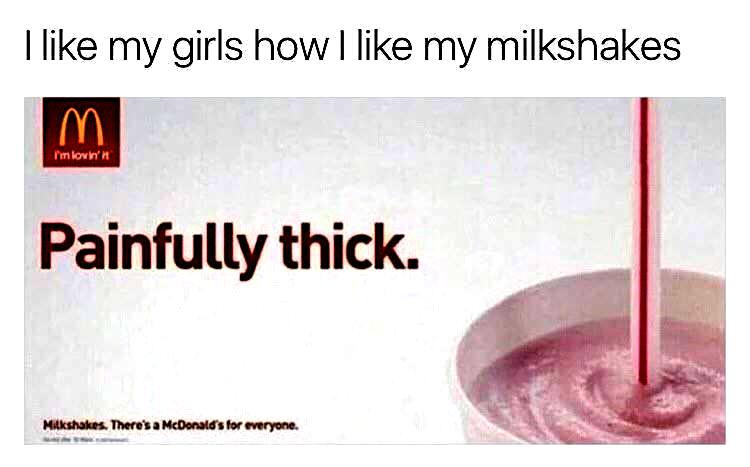 I like my girls how I like my milkshakes
M
i'm lovin' it
Painfully thick.
Milkshakes. There's a McDonald's for everyone.